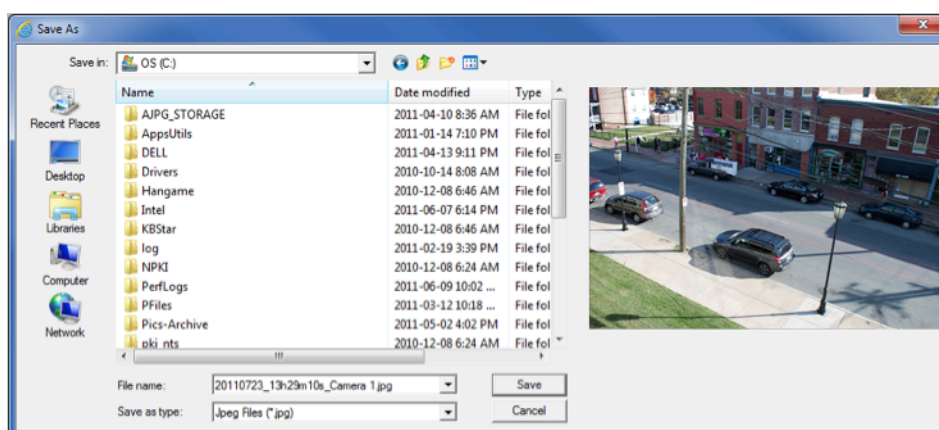 Save As
Save in: OS (C:)
Name Date modified Type
Recent Places
Desktop
Libraries
Computer
Network
AJPG_STORAGE 2011-04-10 8:36 AM File fol
AppsUtils 2011-01-14 7:10 PM File fol
DELL 2011-04-13 9:11 PM File fol
Drivers 2010-10-14 8:08 AM File fol
Hangame 2010-12-08 6:46 AM File fol
Intel 2011-06-07 6:14 PM File fol
KBStar 2010-12-08 6:46 AM File fol
log 2011-02-19 3:39 PM File fol
NPKI 2010-12-08 6:24 AM File fol
PerfLogs 2011-06-09 10:02 ... File fol
PFiles 2011-03-12 10:18 ... File fol
Pics-Archive 2011-05-02 4:02 PM File fol
pki_nts 2010-12-08 6:24 AM File fol
File name: 20110723_13h29m10s_Camera 1.jpg Save
Save as type: Jpeg Files (*.jpg) Cancel